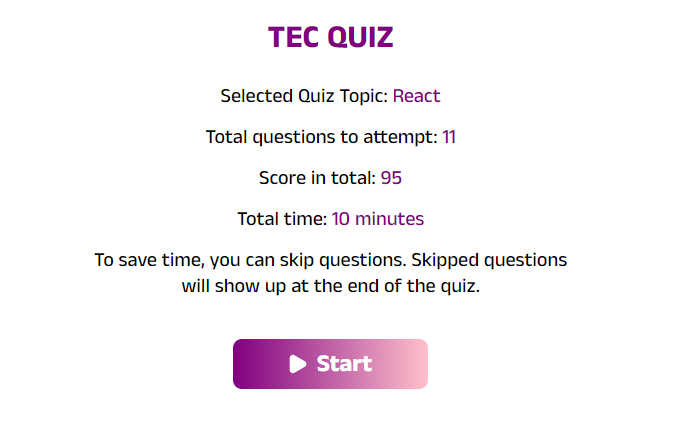 TEC QUIZ
Selected Quiz Topic: React
Total questions to attempt: 11
Score in total: 95
Total time: 10 minutes
To save time, you can skip questions. Skipped questions
will show up at the end of the quiz.
Start